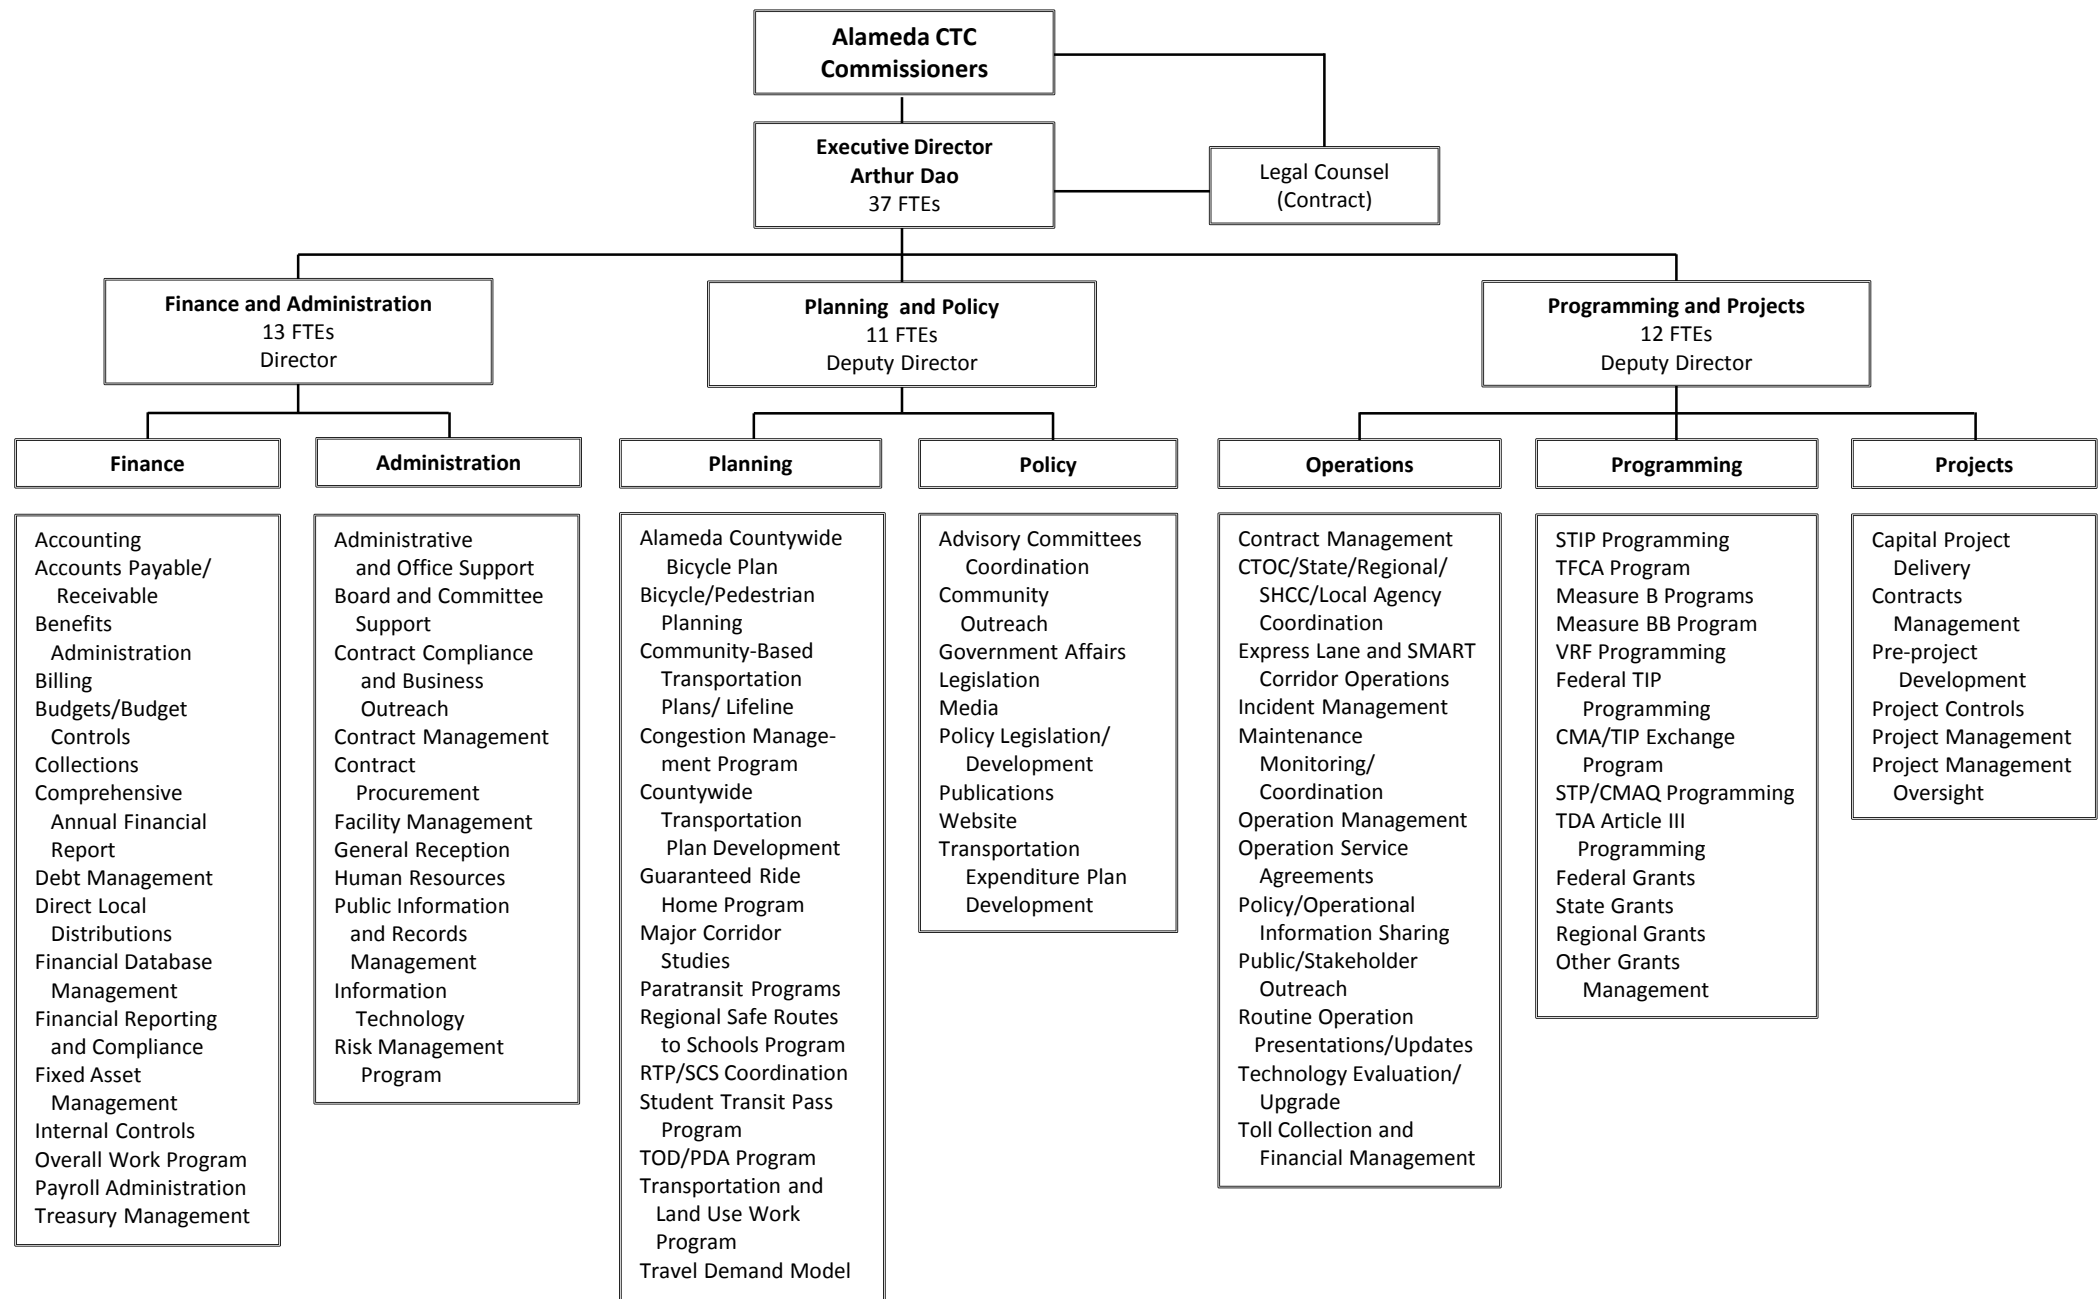 Alameda CTC
Commissioners
Executive Director
Arthur Dao
37 FTEs
Legal Counsel
(Contract)
Finance and Administration
13 FTEs
Director
Planning and Policy
11 FTEs
Deputy Director
Programming and Projects
12 FTEs
Deputy Director
Finance
Administration
Planning
Policy
Operations
Programming
Projects
Accounting
Accounts Payable/
Receivable
Benefits
Administration
Billing
Budgets/Budget
Controls
Collections
Comprehensive
Annual Financial
Report
Debt Management
Direct Local
Distributions
Financial Database
Management
Financial Reporting
and Compliance
Fixed Asset
Management
Internal Controls
Overall Work Program
Payroll Administration
Treasury Management
Administrative
and Office Support
Board and Committee
Support
Contract Compliance
and Business
Outreach
Contract Management
Contract
Procurement
Facility Management
General Reception
Human Resources
Public Information
and Records
Management
Information
Technology
Risk Management
Program
Alameda Countywide
Bicycle Plan
Bicycle/Pedestrian
Planning
Community-Based
Transportation
Plans/ Lifeline
Congestion Manage-
ment Program
Countywide
Transportation
Plan Development
Guaranteed Ride
Home Program
Major Corridor
Studies
Paratransit Programs
Regional Safe Routes
to Schools Program
RTP/SCS Coordination
Student Transit Pass
Program
TOD/PDA Program
Transportation and
Land Use Work
Program
Travel Demand Model
Advisory Committees
Coordination
Community
Outreach
Government Affairs
Legislation
Media
Policy Legislation/
Development
Publications
Website
Transportation
Expenditure Plan
Development
Contract Management
CTOC/State/Regional/
SHCC/Local Agency
Coordination
Express Lane and SMART
Corridor Operations
Incident Management
Maintenance
Monitoring/
Coordination
Operation Management
Operation Service
Agreements
Policy/Operational
Information Sharing
Public/Stakeholder
Outreach
Routine Operation
Presentations/Updates
Technology Evaluation/
Upgrade
Toll Collection and
Financial Management
STIP Programming
TFCA Program
Measure B Programs
Measure BB Program
VRF Programming
Federal TIP
Programming
CMA/TIP Exchange
Program
STP/CMAQ Programming
TDA Article III
Programming
Federal Grants
State Grants
Regional Grants
Other Grants
Management
Capital Project
Delivery
Contracts
Management
Pre-project
Development
Project Controls
Project Management
Project Management
Oversight